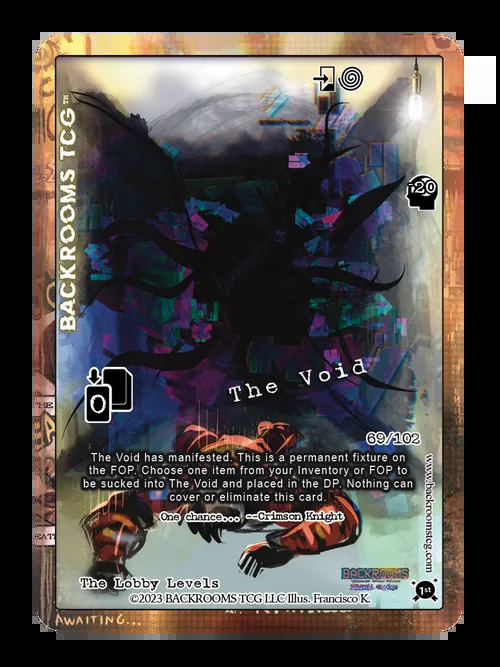 BACKROOMS TCG™
20
The Void
0
69/102
The Void has manifested. This is a permanent fixture on
the FOP. Choose one item from your Inventory or FOP to
be sucked into The Void and placed in the DP. Nothing can
cover or eliminate this card.
One chance... --Crimson Knight
www.backroomstcg.com
The Lobby Levels
BACKROOMS
©2023 BACKROOMS TCG LLC Illus. Francisco K.
1st
AWAITING...